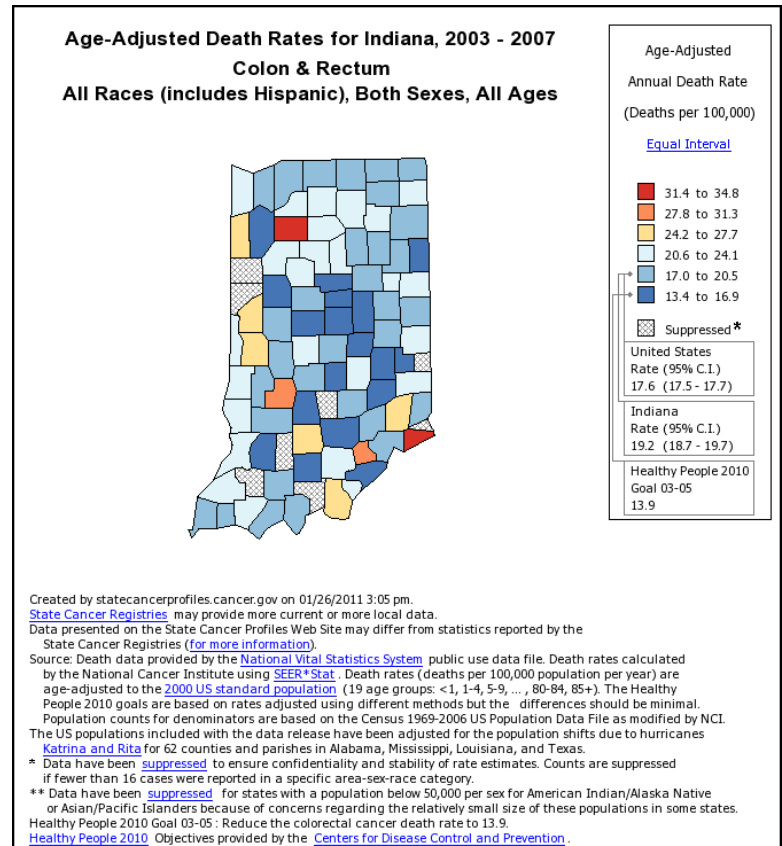 Age-Adjusted Death Rates for Indiana, 2003 - 2007
Colon & Rectum
All Races (includes Hispanic), Both Sexes, All Ages
Age-Adjusted
Annual Death Rate
(Deaths per 100,000)
Equal Interval
31.4 to 34.8
27.8 to 31.3
24.2 to 27.7
20.6 to 24.1
17.0 to 20.5
13.4 to 16.9
Suppressed *
United States
Rate (95% C.I.)
17.6 (17.5 - 17.7)
Indiana
Rate (95% C.I.)
19.2 (18.7 - 19.7)
Healthy People 2010
Goal 03-05
13.9
Created by statecancerprofiles.cancer.gov on 01/26/2011 3:05 pm.
State Cancer Registries may provide more current or more local data.
Data presented on the State Cancer Profiles Web Site may differ from statistics reported by the
State Cancer Registries (for more information).
Source: Death data provided by the National Vital Statistics System public use data file. Death rates calculated
by the National Cancer Institute using SEER*Stat . Death rates (deaths per 100,000 population per year) are
age-adjusted to the 2000 US standard population (19 age groups: <1, 1-4, 5-9, ... , 80-84, 85+). The Healthy
People 2010 goals are based on rates adjusted using different methods but the differences should be minimal.
Population counts for denominators are based on the Census 1969-2006 US Population Data File as modified by NCI.
The US populations included with the data release have been adjusted for the population shifts due to hurricanes
Katrina and Rita for 62 counties and parishes in Alabama, Mississippi, Louisiana, and Texas.
* Data have been suppressed to ensure confidentiality and stability of rate estimates. Counts are suppressed
if fewer than 16 cases were reported in a specific area-sex-race category.
** Data have been suppressed for states with a population below 50,000 per sex for American Indian/Alaska Native
or Asian/Pacific Islanders because of concerns regarding the relatively small size of these populations in some states.
Healthy People 2010 Goal 03-05 : Reduce the colorectal cancer death rate to 13.9.
Healthy People 2010 Objectives provided by the Centers for Disease Control and Prevention .